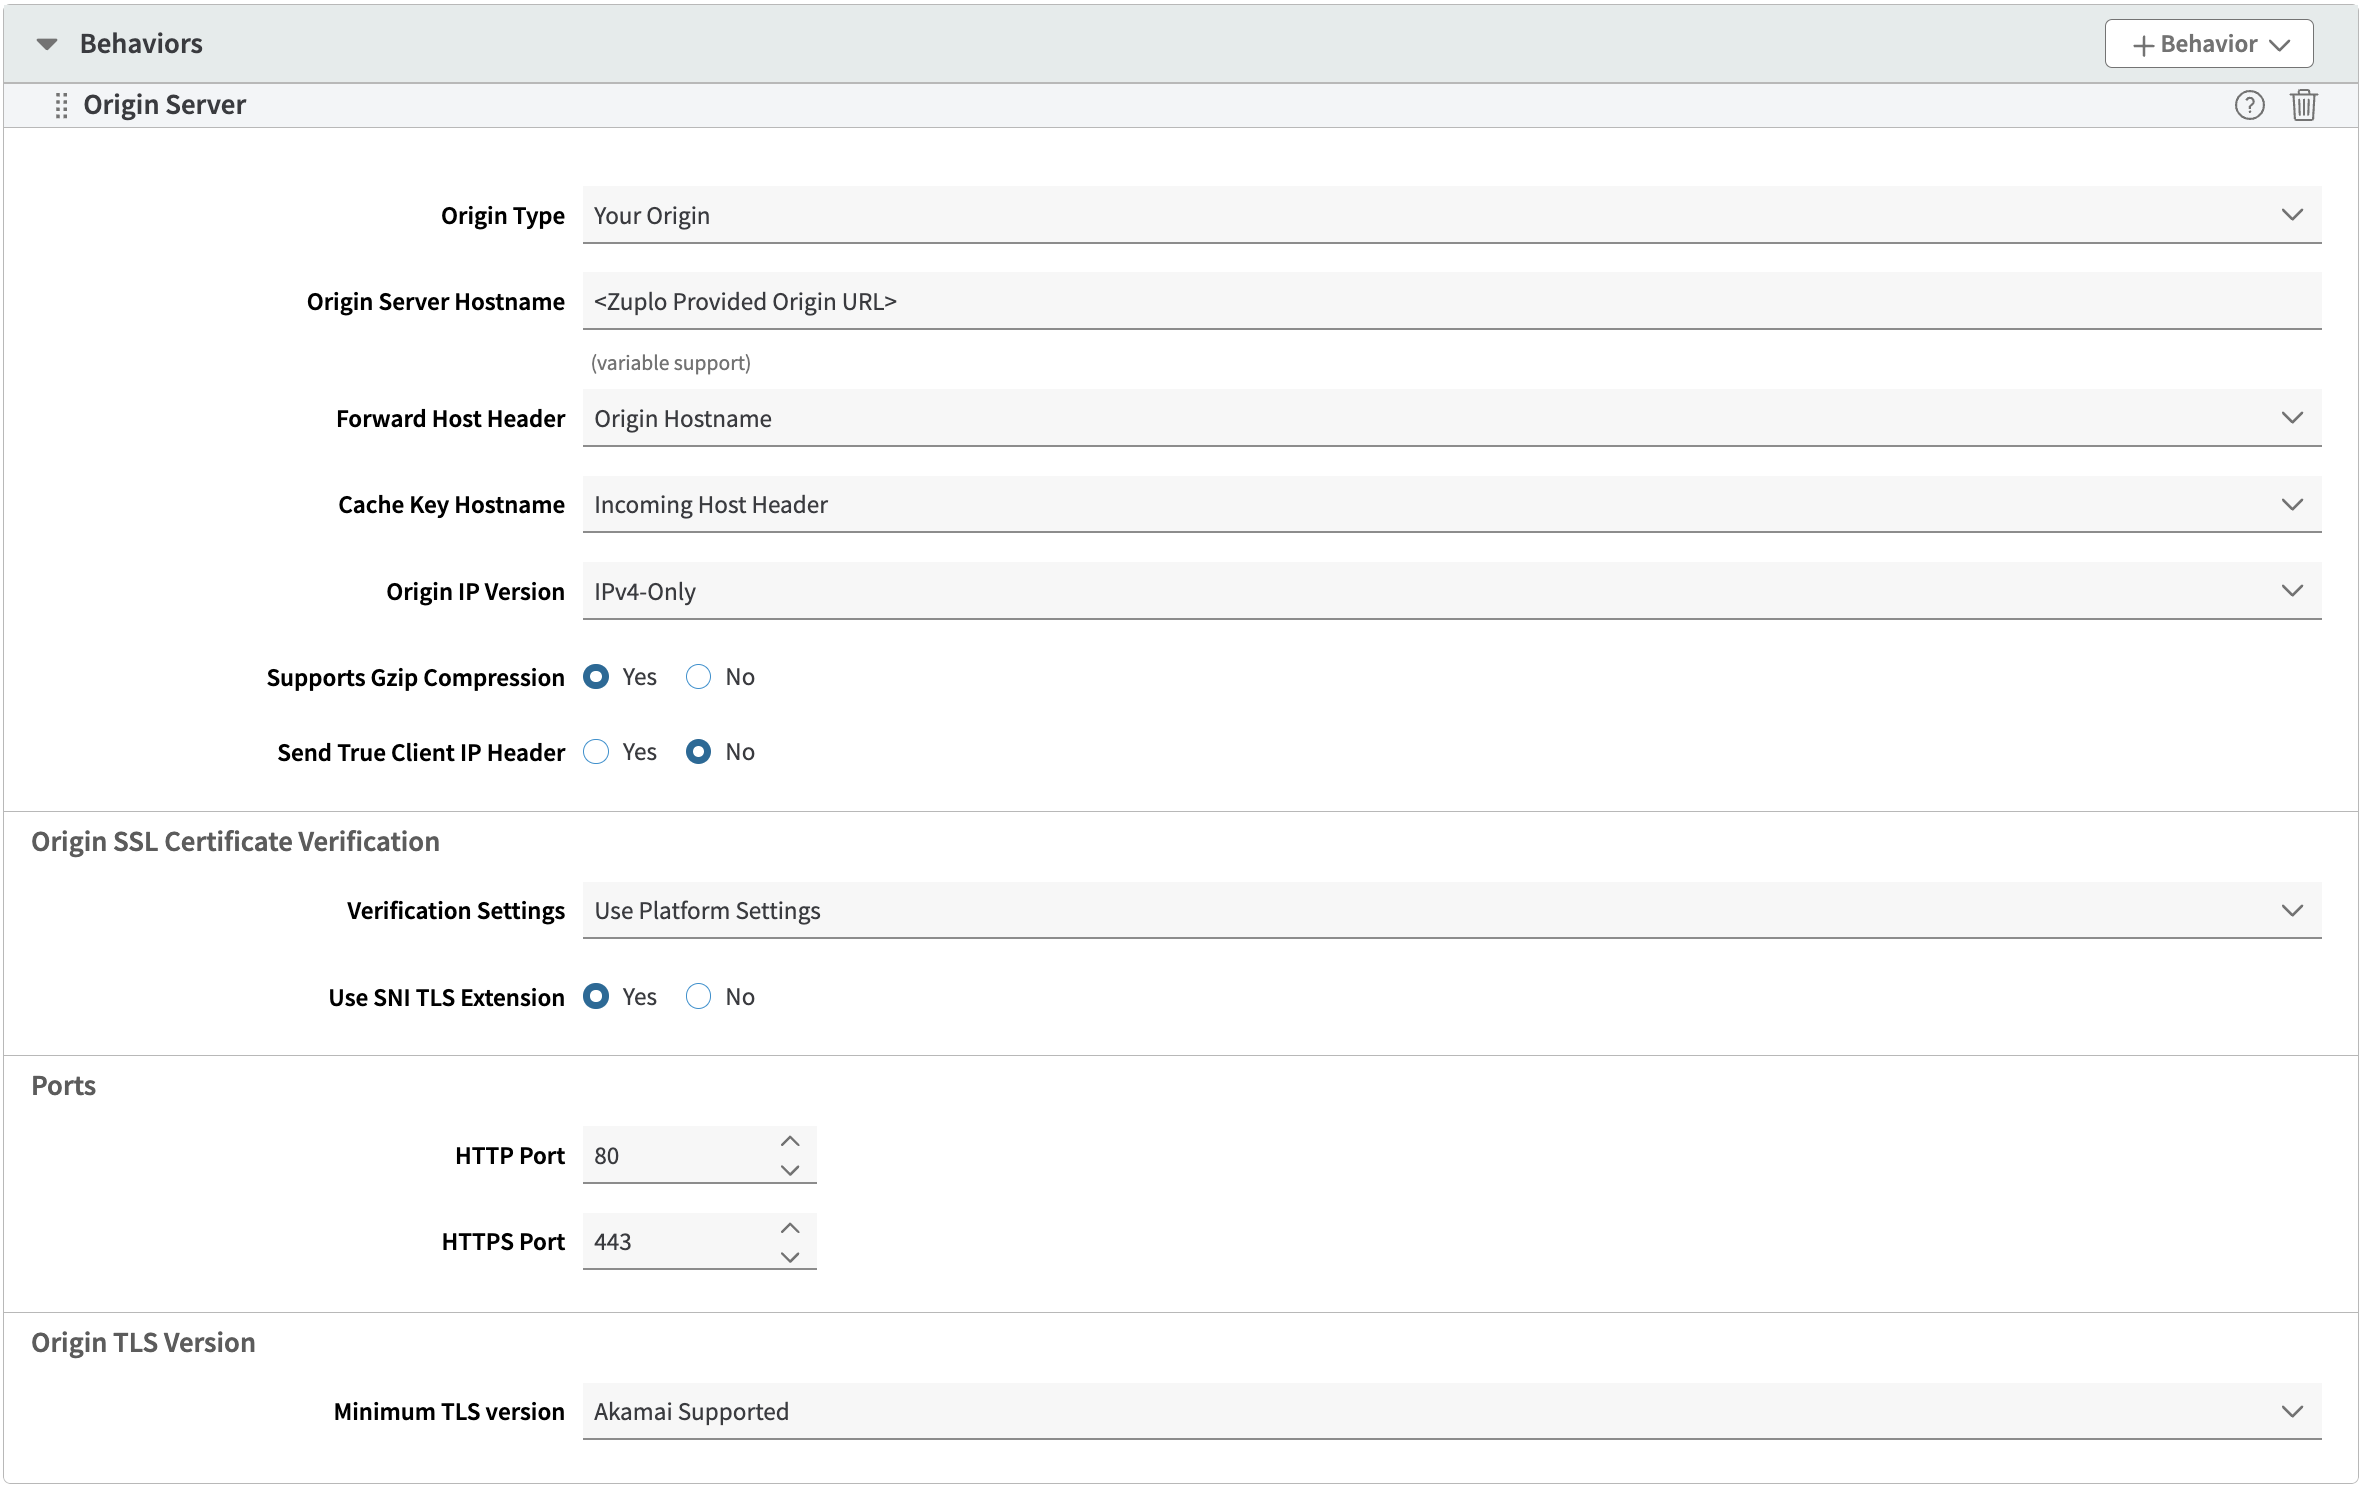 Behaviors
Behavior
Origin Server
Origin Type Your Origin
Origin Server Hostname <Zuplo Provided Origin URL>
(variable support)
Forward Host Header Origin Hostname
Cache Key Hostname Incoming Host Header
Origin IP Version IPv4-Only
Supports Gzip Compression Yes No
Send True Client IP Header Yes No
Origin SSL Certificate Verification
Verification Settings Use Platform Settings
Use SNI TLS Extension Yes No
Ports
HTTP Port 80
HTTPS Port 443
Origin TLS Version
Minimum TLS version Akamai Supported